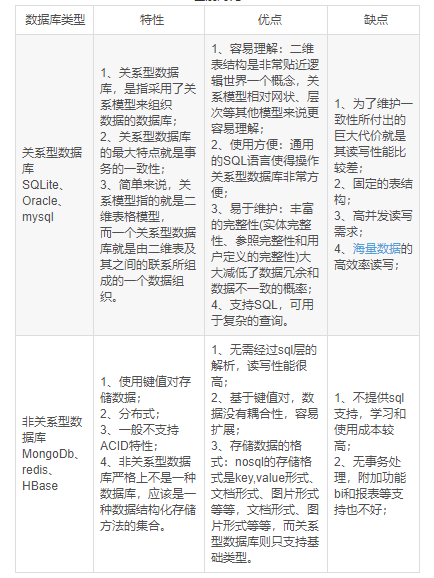 数据库类型 特性 优点 缺点
关系型数据
库
SQLite、
Oracle、
mysql
1、关系型数据
库，是指采用了关
系模型来组织
数据的数据库；
2、关系型数据库
的最大特点就是事
务的一致性；
3、简单来说，关
系模型指的就是二
维表格模型，
而一个关系型数据
库就是由二维表及
其之间的联系所组
成的一个数据组
织。
1、容易理解：二维
表结构是非常贴近逻
辑世界一个概念，关
系模型相对网状、层
次等其他模型来说更
容易理解；
2、使用方便：通用
的SQL语言使得操作
关系型数据库非常方
便；
3、易于维护：丰富
的完整性(实体完整
性、参照完整性和用
户定义的完整性)大
大减低了数据冗余和
数据不一致的概率；
4、支持SQL，可用
于复杂的查询。
1、为了维护一
致性所付出的
巨大代价就是
其读写性能比
较差；
2、固定的表结
构；
3、高并发读写
需求；
4、海量数据的
高效率读写；
非关系型数
据库
MongoDb、
redis、
HBase
1、使用键值对存
储数据；
2、分布式；
3、一般不支持
ACID特性；
4、非关系型数据
库严格上不是一种
数据库，应该是一
种数据结构化存储
方法的集合。
1、无需经过sql层的
解析，读写性能很
高；
2、基于键值对，数
据没有耦合性，容易
扩展；
3、存储数据的格
式：nosql的存储格式
是key,value形式、
文档形式、图片形式
等等，文档形式、图
片形式等等，而关系
型数据库则只支持基
础类型。
1、不提供sql
支持，学习和
使用成本较
高；
2、无事务处
理，附加功能
bi和报表等支
持也不好；